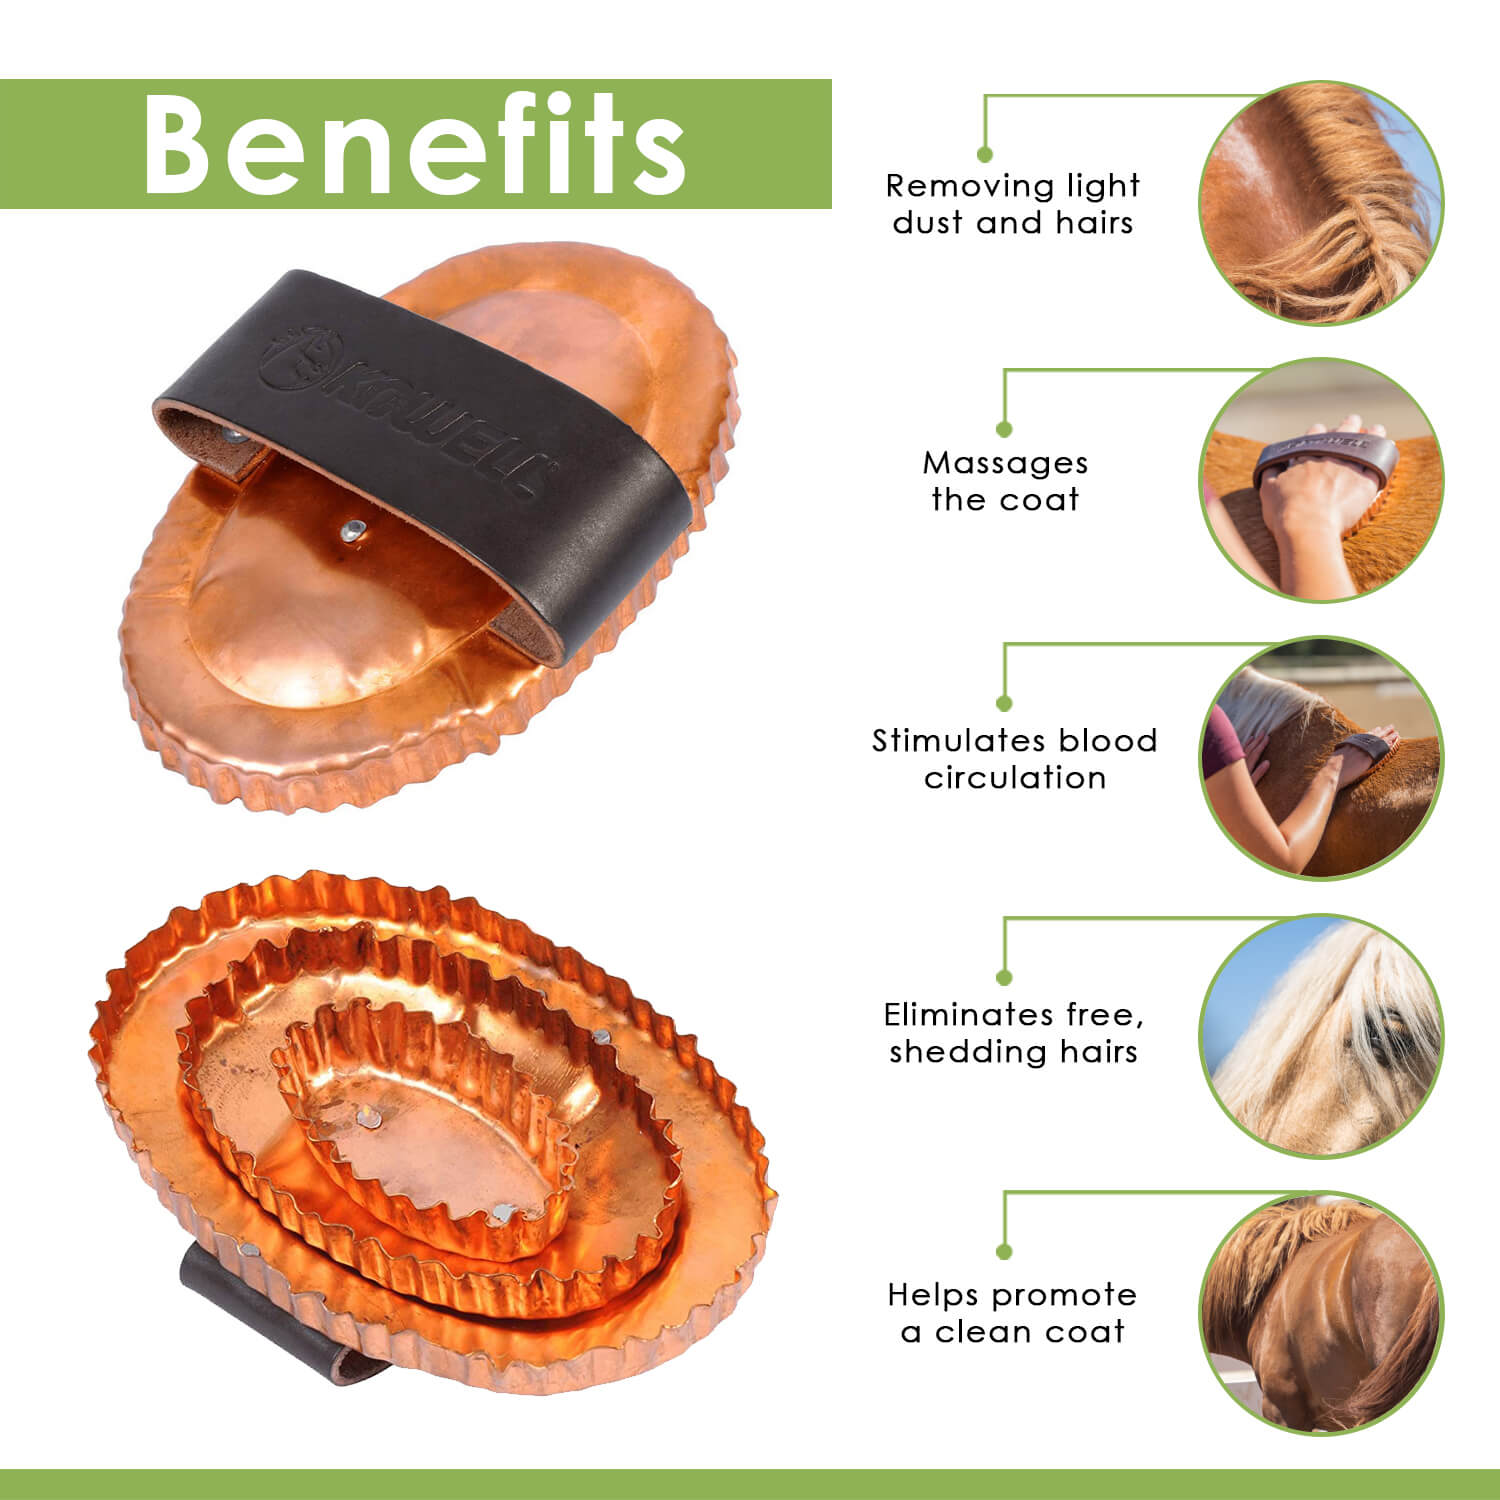 Benefits
KAWELL
Removing light
dust and hairs
Massages
the coat
KAWELL
Stimulates blood
circulation
Eliminates free,
shedding hairs
Helps promote
a clean coat